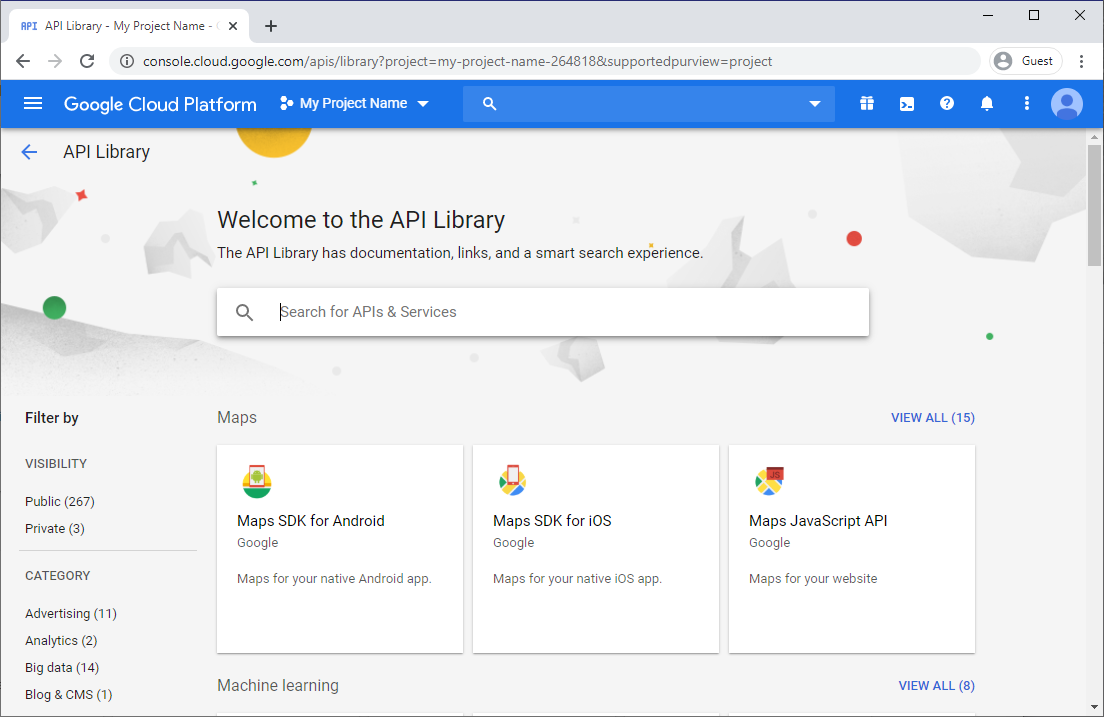 API API Library - My Project Name -
console.cloud.google.com/apis/library?project=my-project-name-264818&supportedpurview=project
Guest
Google Cloud Platform
My Project Name
API Library
Welcome to the API Library
The API Library has documentation, links, and a smart search experience.
Search for APIs & Services
Filter by
VISIBILITY
Public (267)
Private (3)
CATEGORY
Advertising (11)
Analytics (2)
Big data (14)
Blog & CMS (1)
Maps
VIEW ALL (15)
Maps SDK for Android
Google
Maps for your native Android app.
Maps SDK for iOS
Google
Maps for your native iOS app.
JS
Maps JavaScript API
Google
Maps for your website
Machine learning
VIEW ALL (8)